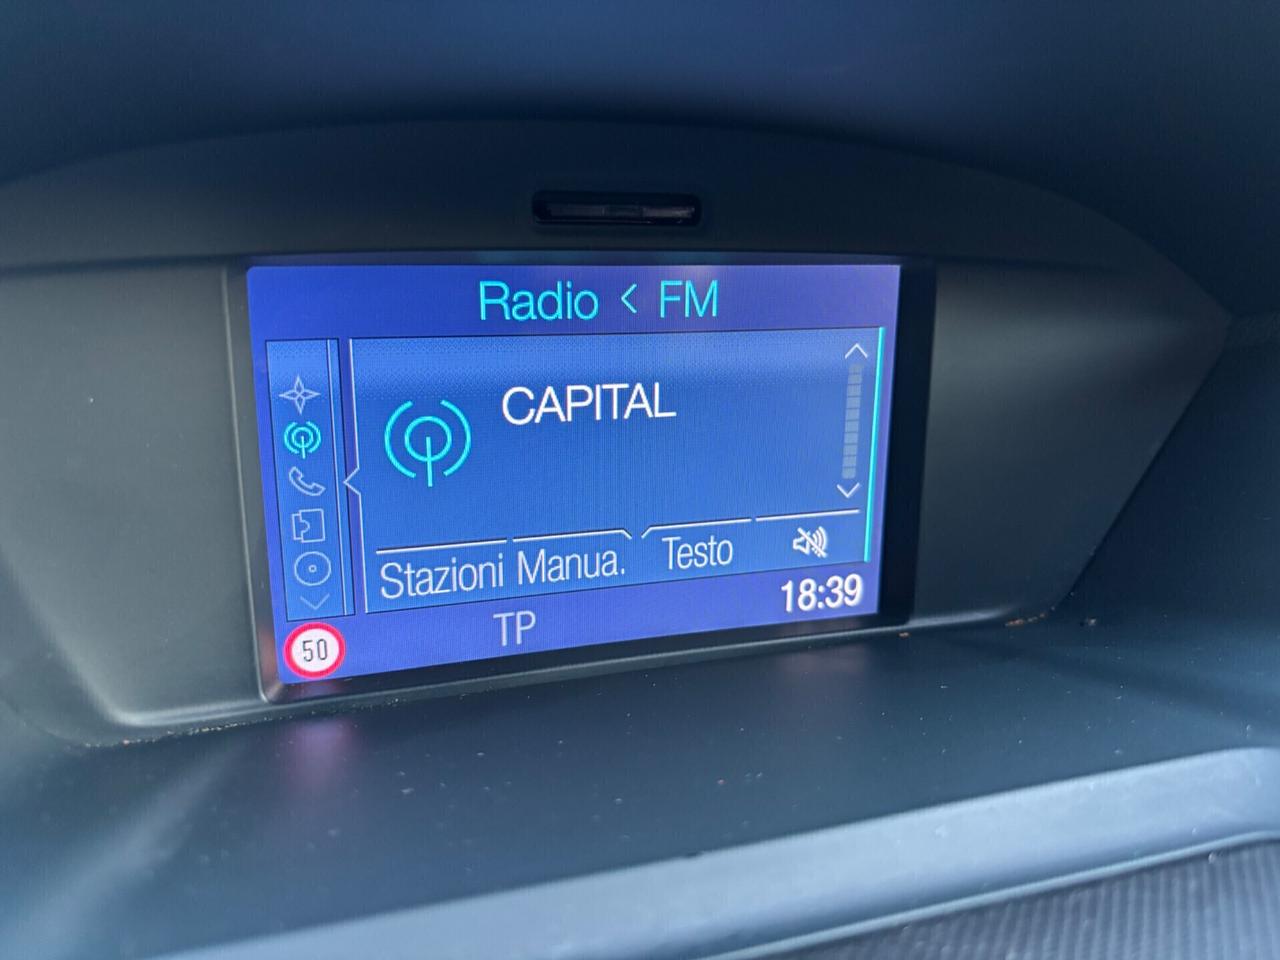 Radio < FM
CAPITAL
Stazioni Manua. Testo
18:39
TP
50